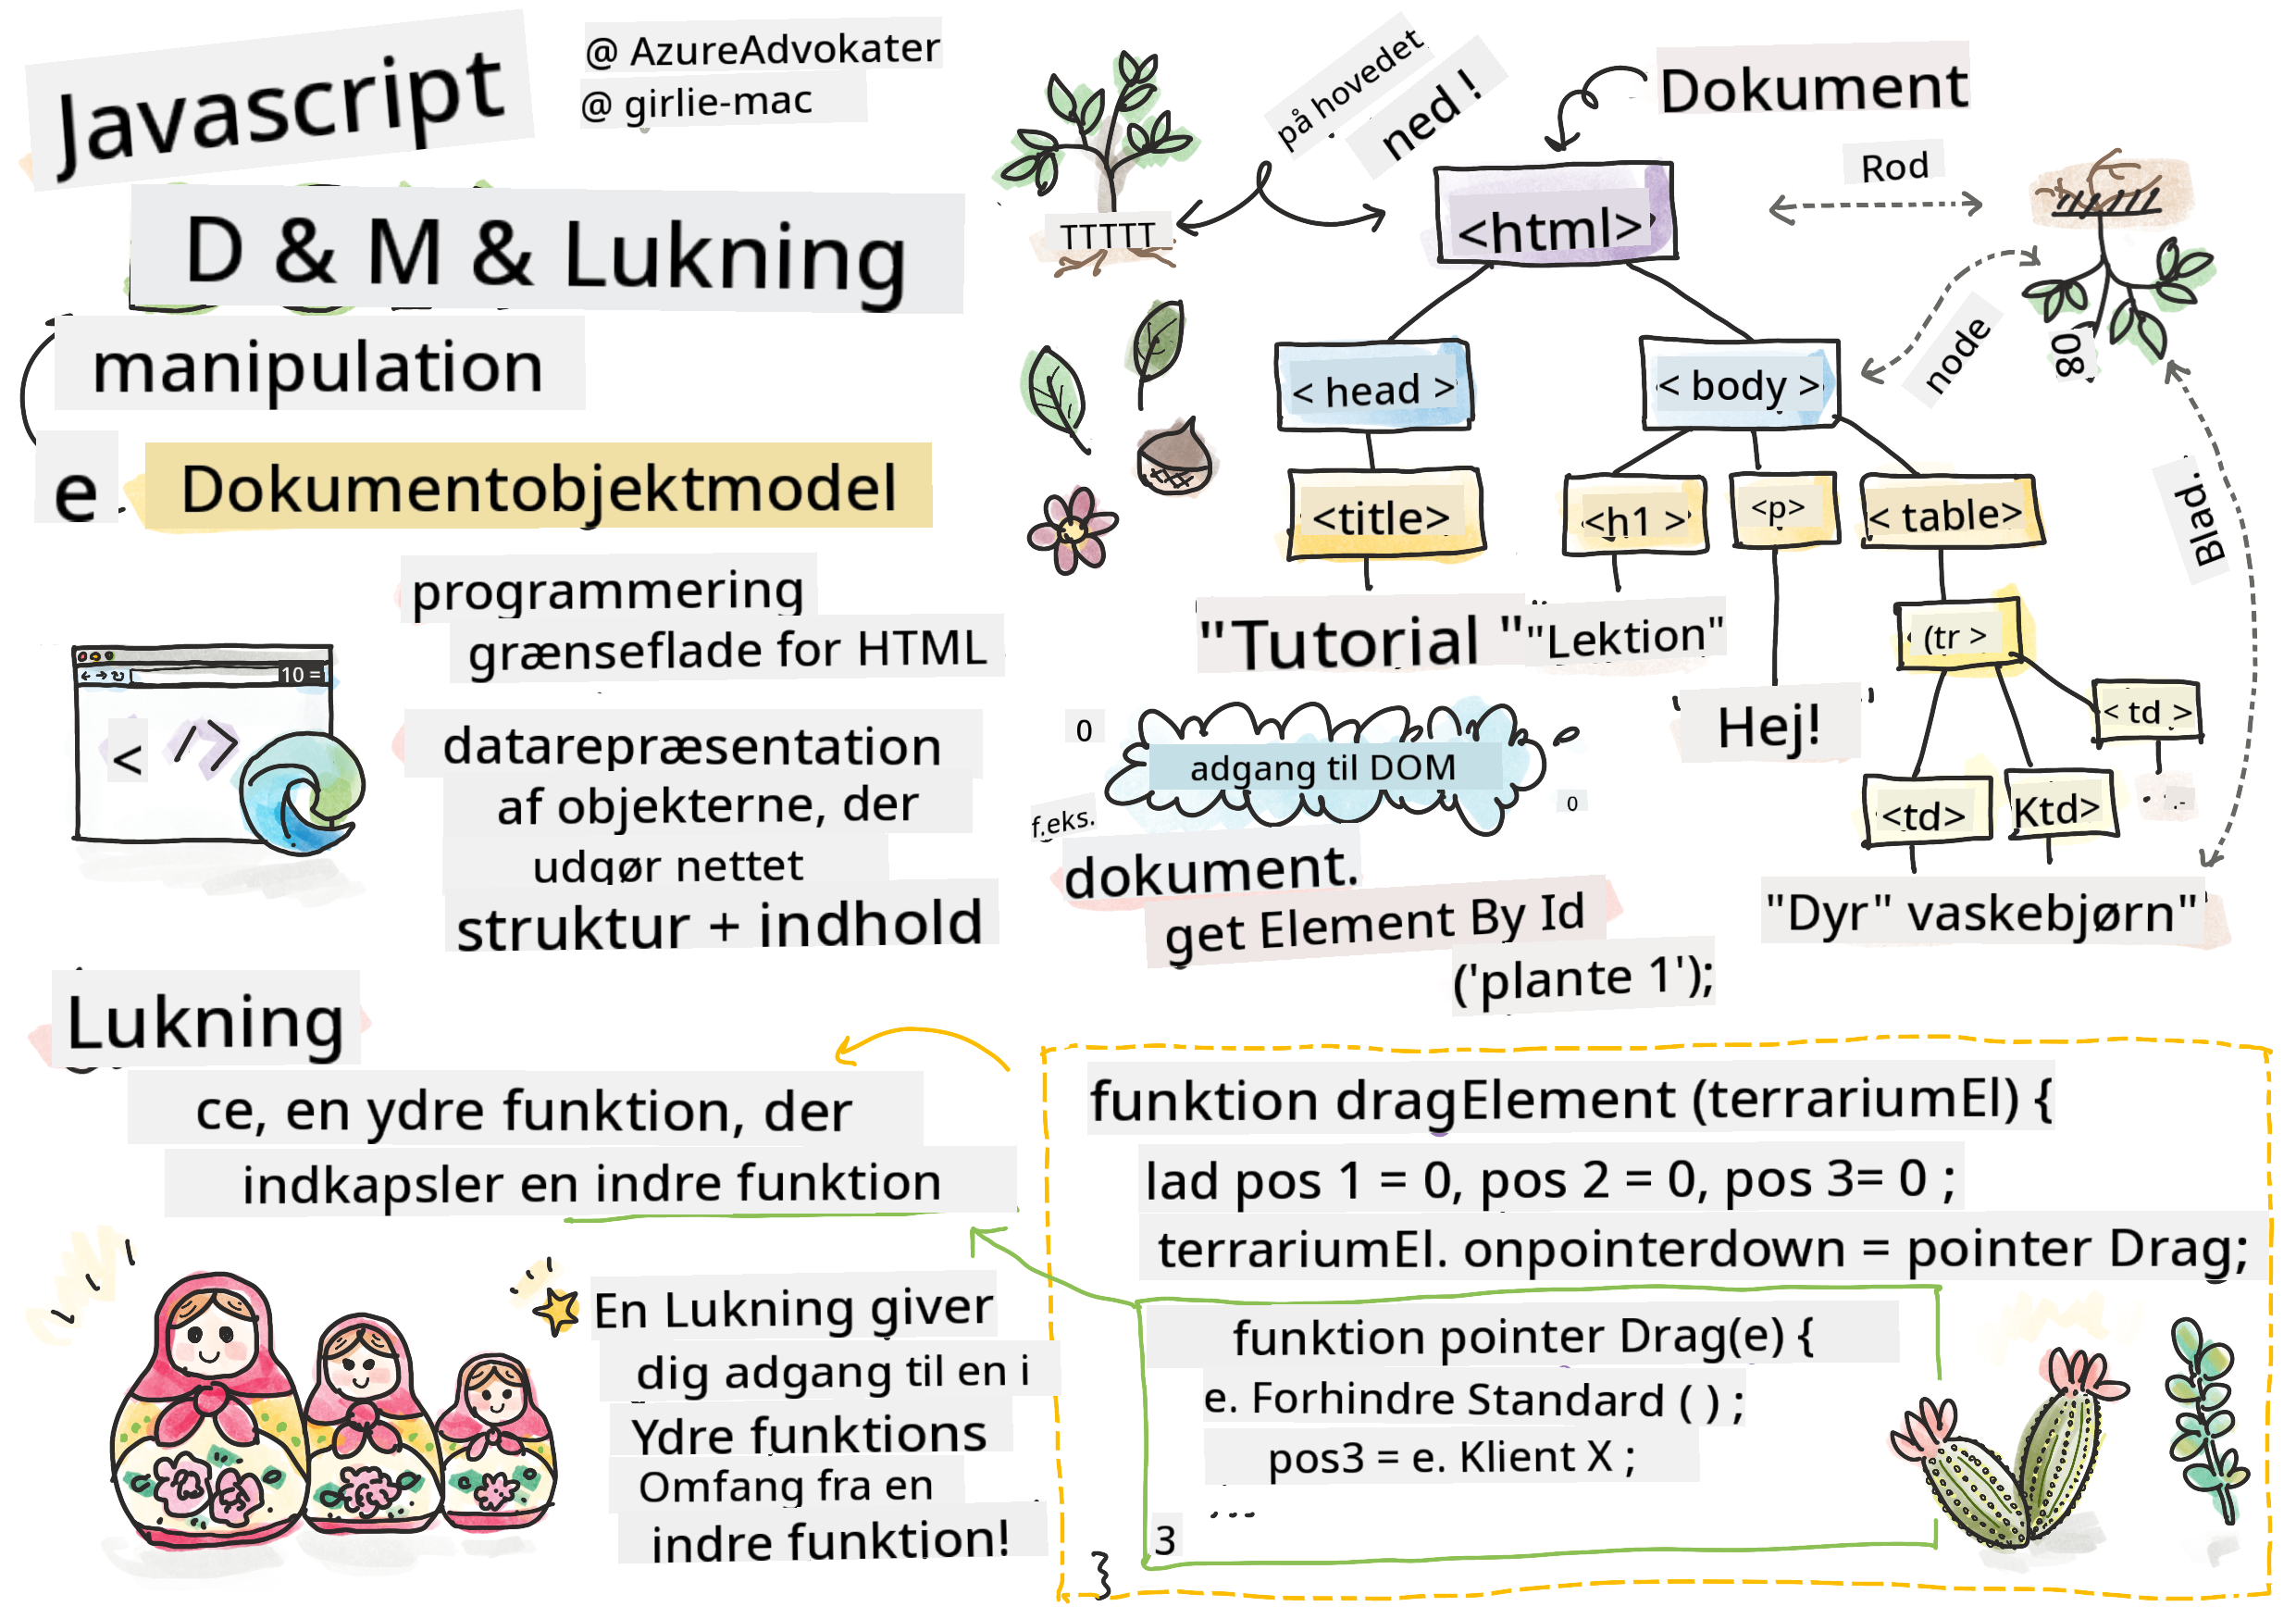 Javascript
@ AzureAdvokater
@ girlie-mac
D & M & Lukning
manipulation
e
Dokumentobjektmodel
programmering
grænseflade for HTML
10 =
< />
datarepræsentation
af objekterne, der
udgør nettet
struktur + indhold
på hovedet
ned !
TTTTT
Dokument
<html>
Rod
node
08
Blad.
< head >
< body >
<title>
<h1 >
<p>
< table>
"Tutorial "
"Lektion"
(tr >
Hej!
< td >
<td>
Ktd>
"Dyr" vaskebjørn"
0
adgang til DOM
0
f.eks.
dokument.
get Element By Id
('plante 1');
Lukning
ce, en ydre funktion, der
indkapsler en indre funktion
En Lukning giver
dig adgang til en i
Ydre funktions
Omfang fra en
indre funktion!
funktion dragElement (terrariumEl) {
lad pos 1 = 0, pos 2 = 0, pos 3= 0 ;
terrariumEl. onpointerdown = pointer Drag;
funktion pointer Drag(e) {
e. Forhindre Standard ( ) ;
pos3 = e. Klient X ;
...
3
}